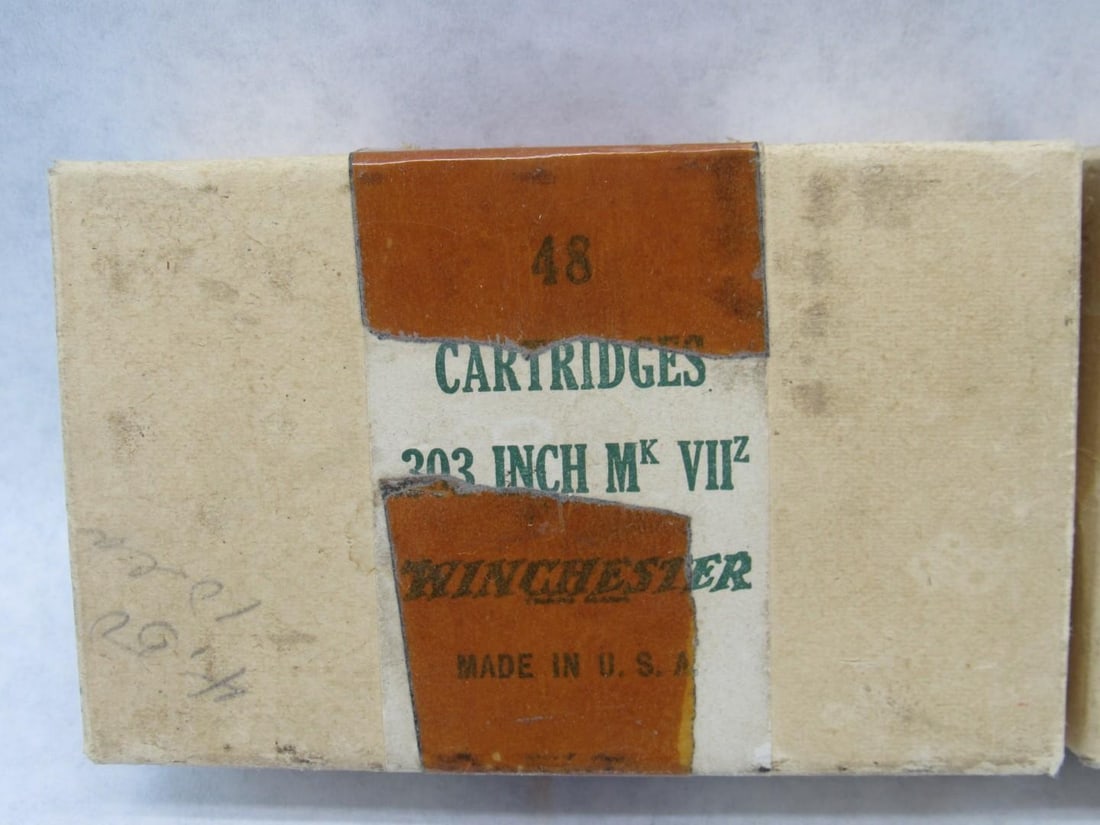 48
CARTRIDGES
303 INCH MK VIIZ
WINCHESTER
MADE IN U. S. A.